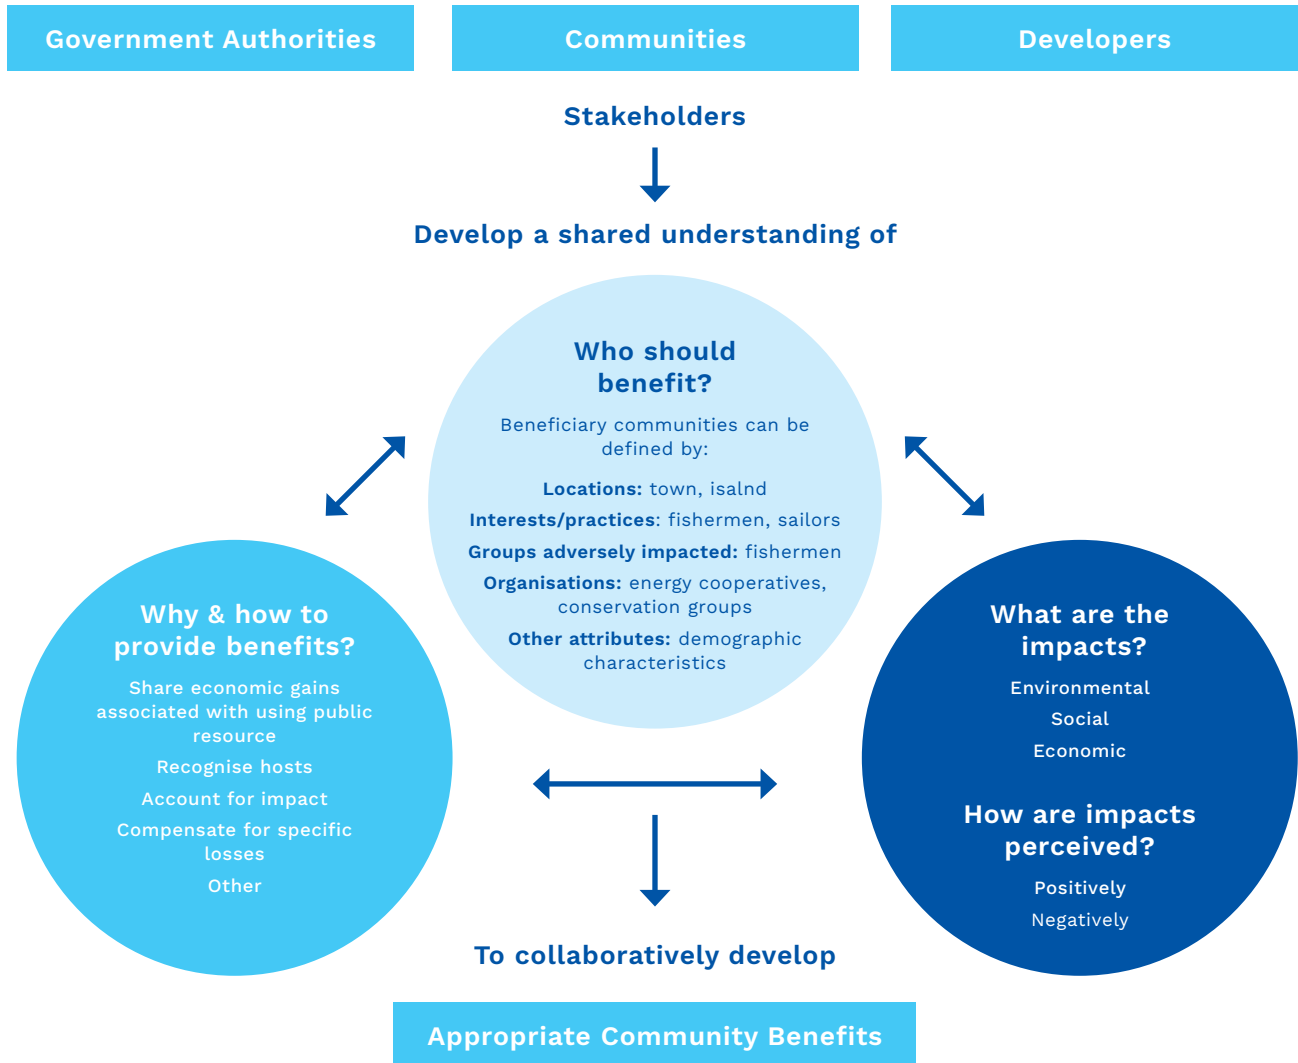 Government Authorities
Communities
Developers
Stakeholders
Develop a shared understanding of
Who should
benefit?
Beneficiary communities can be
defined by:
Locations: town, isalnd
Interests/practices: fishermen, sailors
Groups adversely impacted: fishermen
Organisations: energy cooperatives,
conservation groups
Other attributes: demographic
characteristics
Why & how to
provide benefits?
Share economic gains
associated with using public
resource
Recognise hosts
Account for impact
Compensate for specific
losses
Other
What are the
impacts?
Environmental
Social
Economic
How are impacts
perceived?
Positively
Negatively
To collaboratively develop
Appropriate Community Benefits